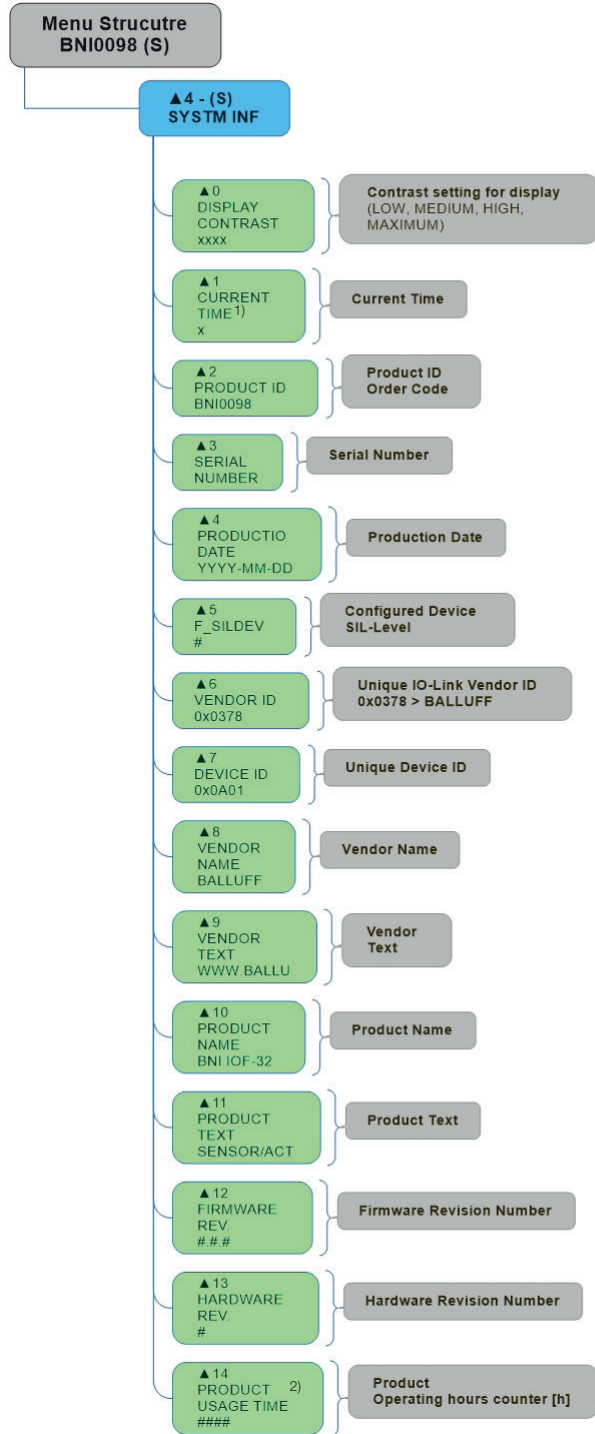 Menu Strucutre
BNI0098 (S)
▲4 - (S)
SYSTM INF
▲0
DISPLAY
CONTRAST
xxxx
Contrast setting for display
(LOW, MEDIUM, HIGH,
MAXIMUM)
▲1
CURRENT
TIME 1)
x
Current Time
▲2
PRODUCT ID
BNI0098
Product ID
Order Code
▲3
SERIAL
NUMBER
Serial Number
▲4
PRODUCTIO
DATE
YYYY-MM-DD
Production Date
▲5
F_SILDEV
#
Configured Device
SIL-Level
▲6
VENDOR ID
0x0378
Unique IO-Link Vendor ID
0x0378 > BALLUFF
▲7
DEVICE ID
0x0A01
Unique Device ID
▲8
VENDOR
NAME
BALLUFF
Vendor Name
▲9
VENDOR
TEXT
WWW.BALLU
Vendor
Text
▲10
PRODUCT
NAME
BNI IOF-32
Product Name
▲11
PRODUCT
TEXT
SENSOR/ACT
Product Text
▲12
FIRMWARE
REV.
#.#.#
Firmware Revision Number
▲13
HARDWARE
REV.
#
Hardware Revision Number
▲14
PRODUCT 2)
USAGE TIME
####
Product
Operating hours counter [h]